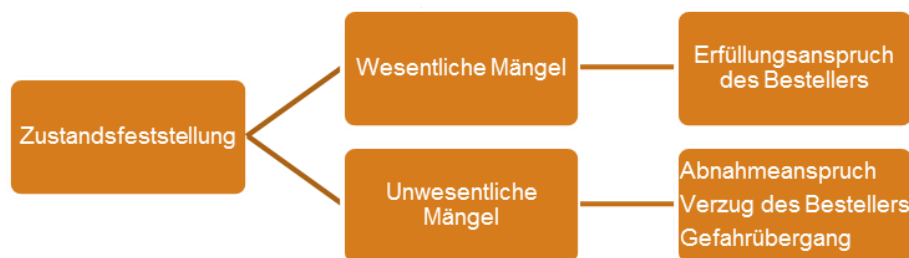 Zustandsfeststellung
Wesentliche Mängel
Erfüllungsanspruch
des Bestellers
Unwesentliche
Mängel
Abnahmeanspruch
Verzug des Bestellers
Gefahrübergang